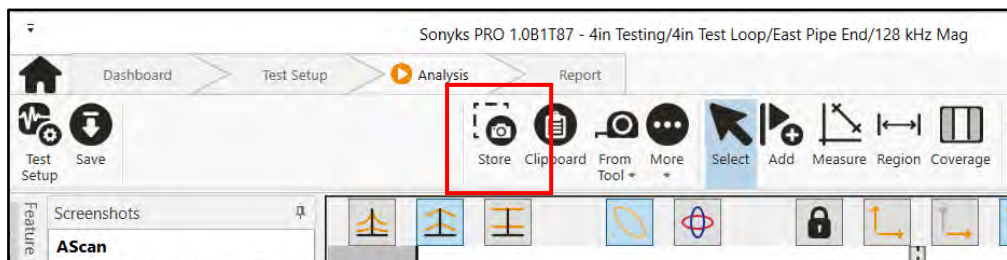 Sonyks PRO 1.0B1T87 - 4in Testing/4in Test Loop/East Pipe End/128 kHz Mag
Dashboard Test Setup Analysis Report
Test Setup Save Store Clipboard From Tool More Select Add Measure Region Coverage
Feature
Screenshots
AScan